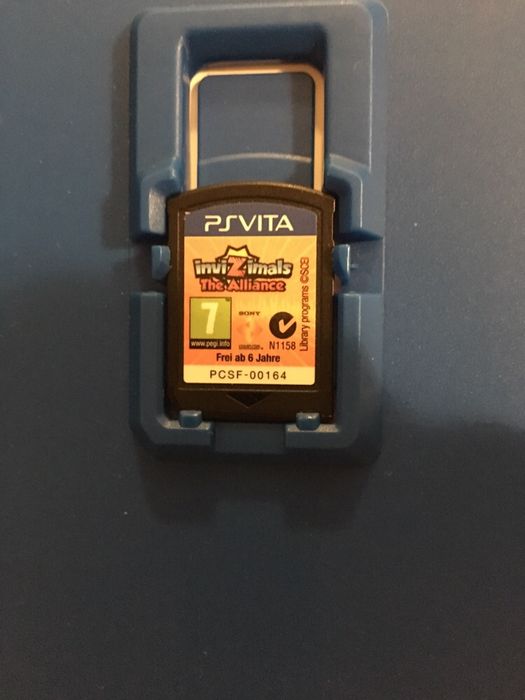 PSVITA
inviZimals
The Alliance
7
www.pegi.info
SONY
N1158
Library programs ©SCEI
Frei ab 6 Jahre
PCSF-00164